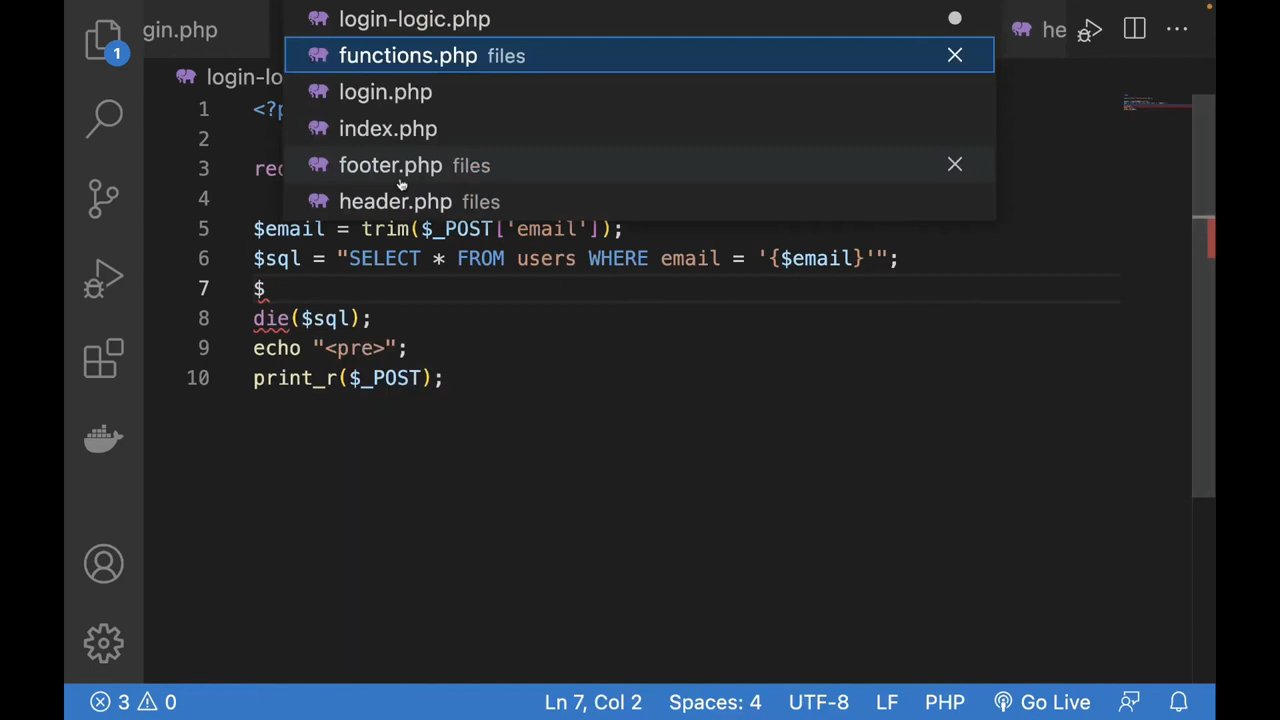 login-logic.php
gin.php
functions.php files
he
1
login-lo
login.php
1 <?p
index.php
2
3 req
footer.php files
4
header.php files
5 $email = trim($_POST['email']);
6 $sql = "SELECT * FROM users WHERE email = '{$email}'";
7 $
8 die($sql);
9 echo "<pre>";
10 print_r($_POST);
3 0
Ln 7, Col 2
Spaces: 4
UTF-8
LF
PHP
Go Live